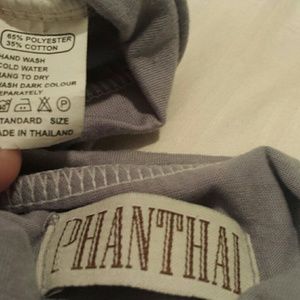 65% POLYESTER
35% COTTON
HAND WASH
COLD WATER
HANG TO DRY
WASH DARK COLOUR
SEPARATELY
STANDARD SIZE
MADE IN THAILAND
PHANTHAI